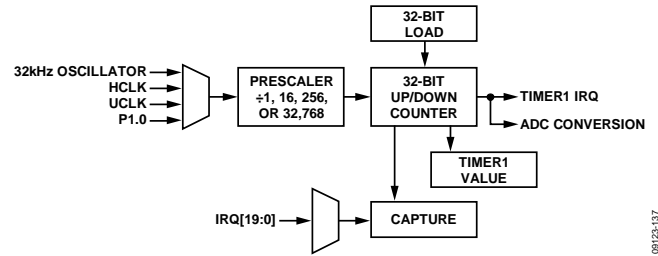 32-BIT
LOAD
32kHz OSCILLATOR
HCLK
UCLK
P1.0
PRESCALER
÷1, 16, 256,
OR 32,768
32-BIT
UP/DOWN
COUNTER
TIMER1 IRQ
ADC CONVERSION
TIMER1
VALUE
IRQ[19:0]
CAPTURE
09123-137